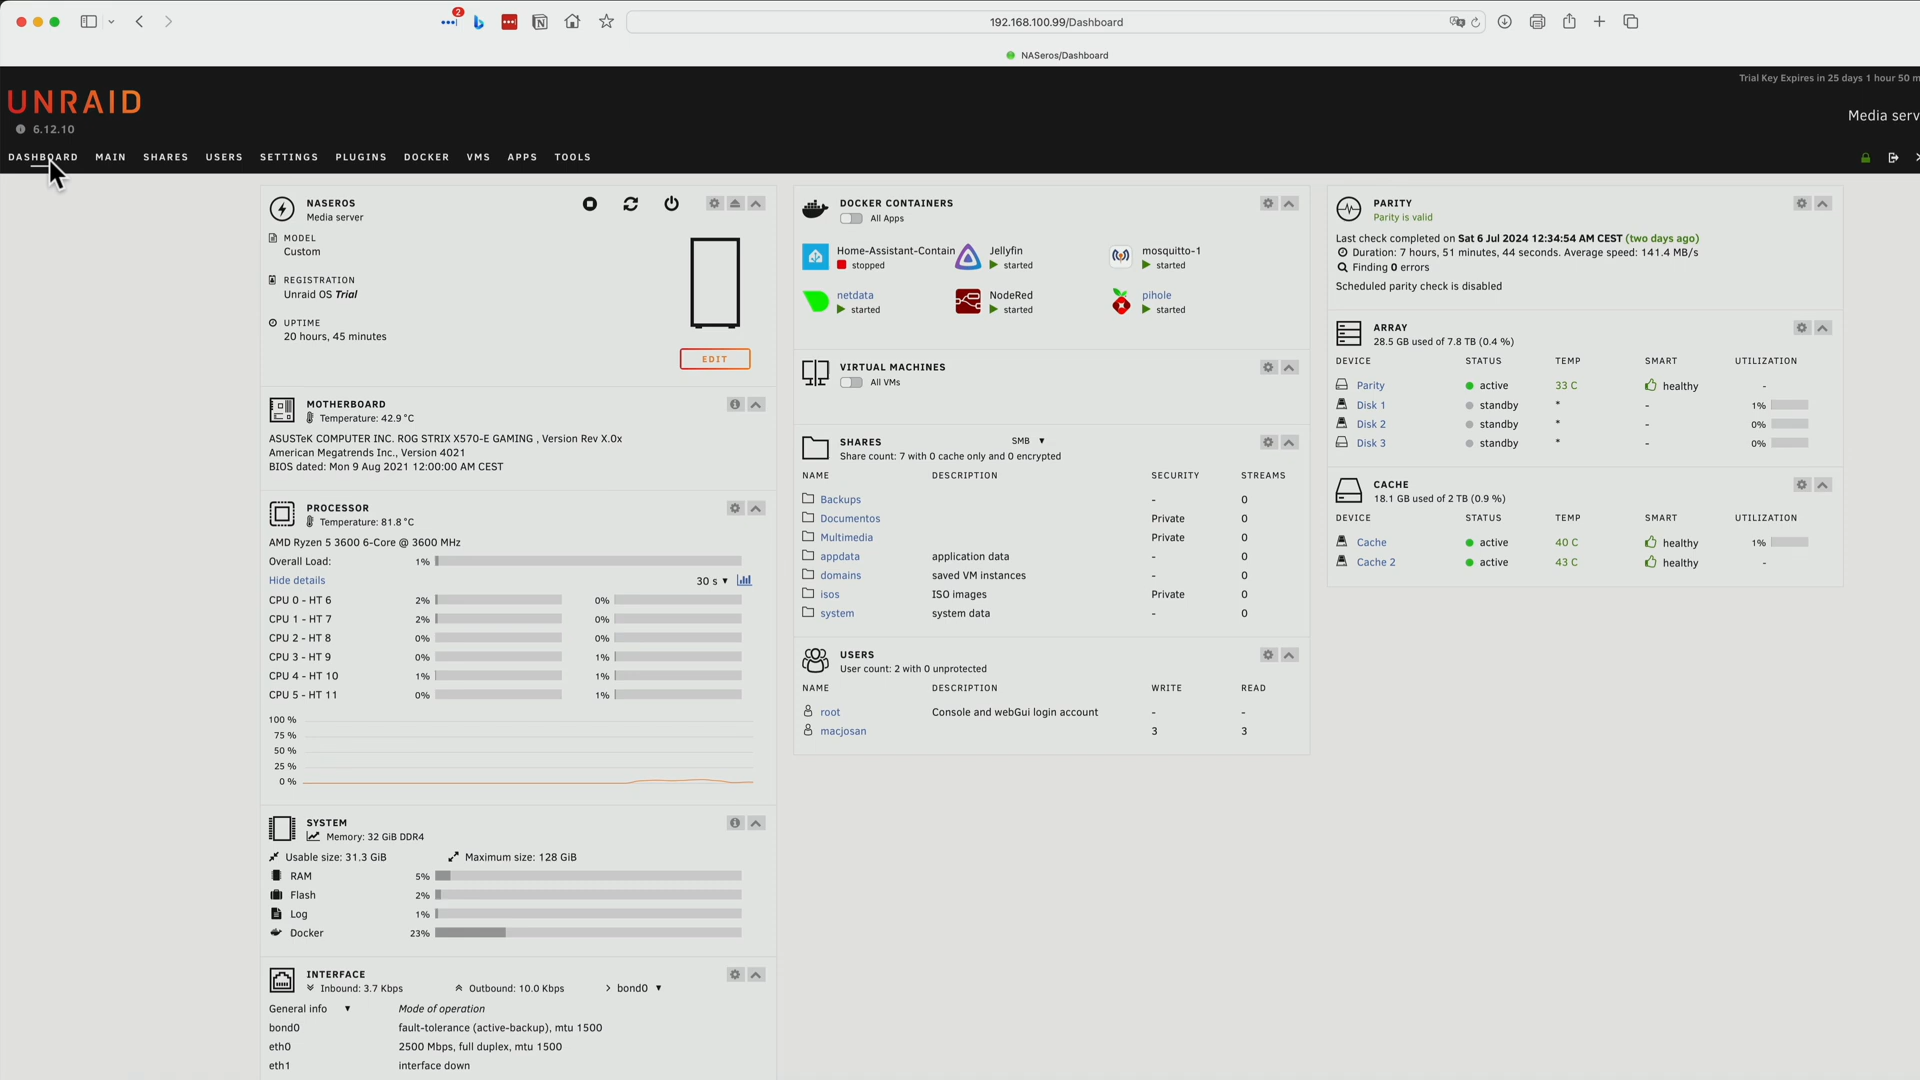 2
192.168.100.99/Dashboard
NASeros/Dashboard
Trial Key Expires in 25 days 1 hour 50 m
UNRAID
6.12.10
Media serv
DASHBOARD MAIN SHARES USERS SETTINGS PLUGINS DOCKER VMS APPS TOOLS
NASEROS
Media server
MODEL
Custom
REGISTRATION
Unraid OS Trial
UPTIME
20 hours, 45 minutes
EDIT
MOTHERBOARD
Temperature: 42.9 °C
ASUSTeK COMPUTER INC. ROG STRIX X570-E GAMING , Version Rev X.0x
American Megatrends Inc., Version 4021
BIOS dated: Mon 9 Aug 2021 12:00:00 AM CEST
PROCESSOR
Temperature: 81.8 °C
AMD Ryzen 5 3600 6-Core @ 3600 MHz
Overall Load: 1%
Hide details 30 s
CPU 0 - HT 6 2% 0%
CPU 1 - HT 7 2% 0%
CPU 2 - HT 8 0% 0%
CPU 3 - HT 9 0% 1%
CPU 4 - HT 10 1% 1%
CPU 5 - HT 11 0% 1%
100 %
75 %
50 %
25 %
0 %
SYSTEM
Memory: 32 GiB DDR4
Usable size: 31.3 GiB Maximum size: 128 GiB
RAM 5%
Flash 2%
Log 1%
Docker 23%
INTERFACE
Inbound: 3.7 Kbps Outbound: 10.0 Kbps bond0
General info Mode of operation
bond0 fault-tolerance (active-backup), mtu 1500
eth0 2500 Mbps, full duplex, mtu 1500
eth1 interface down
DOCKER CONTAINERS
All Apps
Home-Assistant-Contain Jellyfin mosquitto-1
stopped started started
netdata NodeRed pihole
started started started
VIRTUAL MACHINES
All VMs
SHARES SMB
Share count: 7 with 0 cache only and 0 encrypted
NAME DESCRIPTION SECURITY STREAMS
Backups - 0
Documentos Private 0
Multimedia Private 0
appdata application data - 0
domains saved VM instances - 0
isos ISO images Private 0
system system data - 0
USERS
User count: 2 with 0 unprotected
NAME DESCRIPTION WRITE READ
root Console and webGui login account - -
macjosan 3 3
PARITY
Parity is valid
Last check completed on Sat 6 Jul 2024 12:34:54 AM CEST (two days ago)
Duration: 7 hours, 51 minutes, 44 seconds. Average speed: 141.4 MB/s
Finding 0 errors
Scheduled parity check is disabled
ARRAY
28.5 GB used of 7.8 TB (0.4 %)
DEVICE STATUS TEMP SMART UTILIZATION
Parity active 33 C healthy -
Disk 1 standby * - 1%
Disk 2 standby * - 0%
Disk 3 standby * - 0%
CACHE
18.1 GB used of 2 TB (0.9 %)
DEVICE STATUS TEMP SMART UTILIZATION
Cache active 40 C healthy 1%
Cache 2 active 43 C healthy -